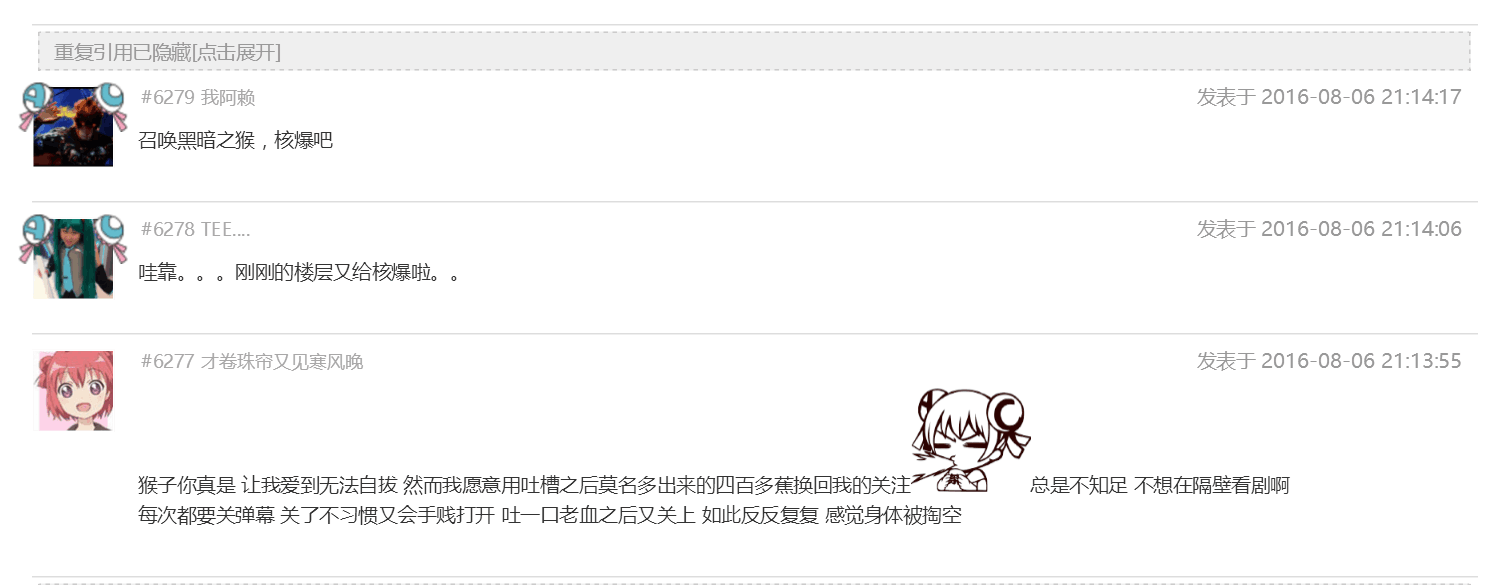 重复引用已隐藏[点击展开]
#6279 我阿赖 发表于 2016-08-06 21:14:17
召唤黑暗之猴，核爆吧
#6278 TEE.... 发表于 2016-08-06 21:14:06
哇靠。。。刚刚的楼层又给核爆啦。。
#6277 才卷珠帘又见寒风晚 发表于 2016-08-06 21:13:55
猴子你真是 让我爱到无法自拔 然而我愿意用吐槽之后莫名多出来的四百多蕉换回我的关注 总是不知足 不想在隔壁看剧啊
每次都要关弹幕 关了不习惯又会手贱打开 吐一口老血之后又关上 如此反反复复 感觉身体被掏空